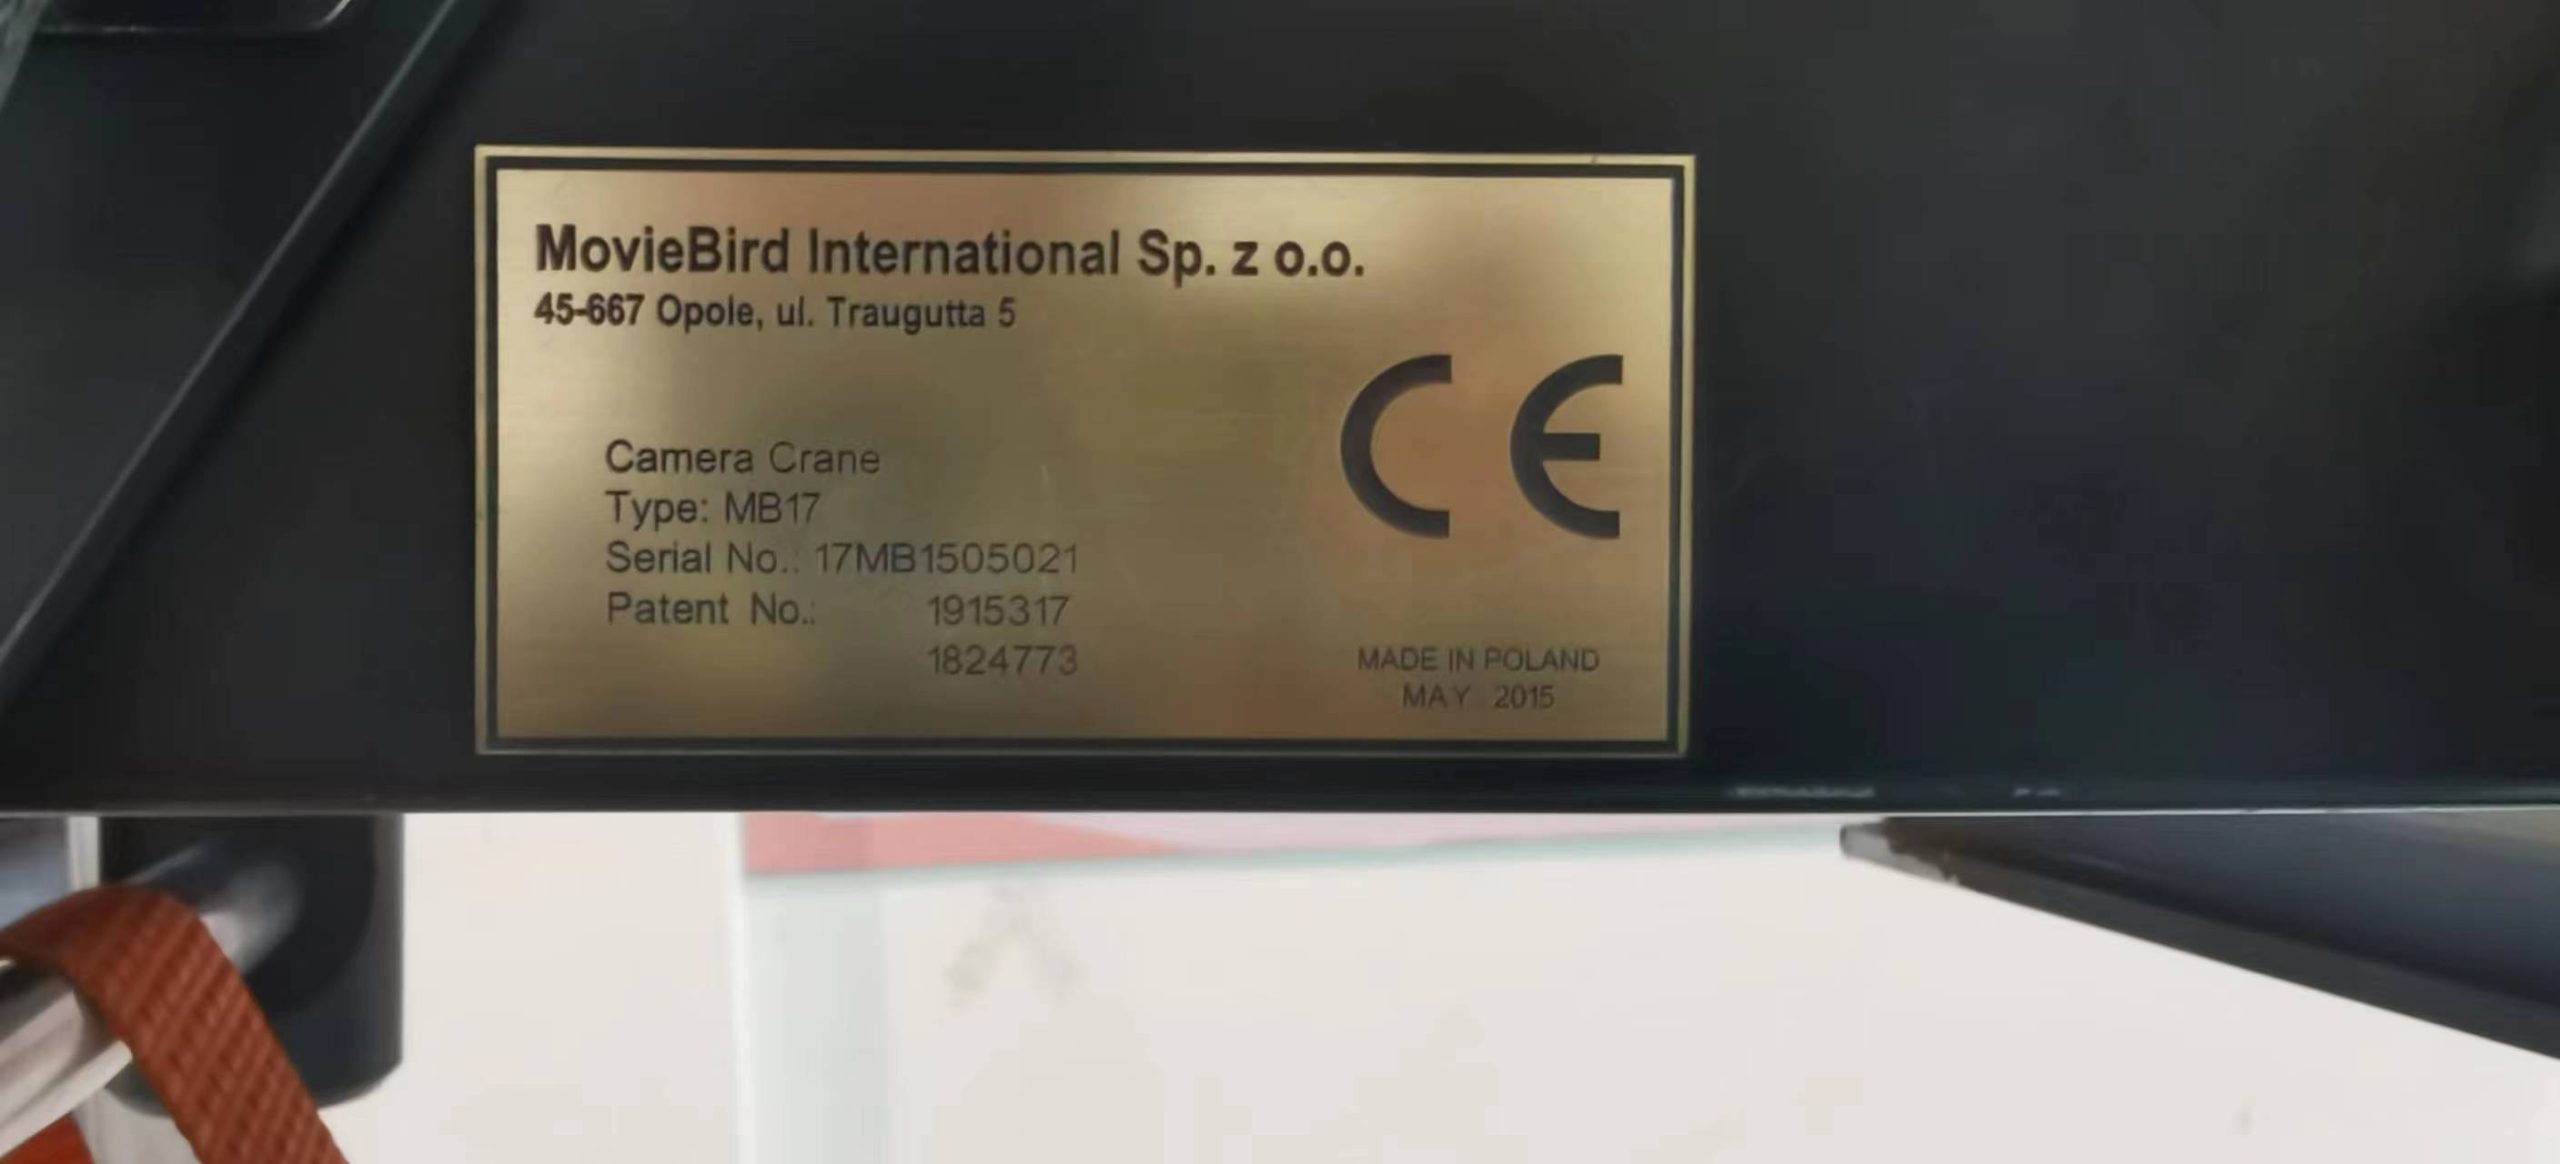 MovieBird International Sp. z o.o.
45-667 Opole, ul. Traugutta 5
CE
Camera Crane
Type: MB17
Serial No.: 17MB1505021
Patent No.: 1915317
1824773
MADE IN POLAND
MAY 2015